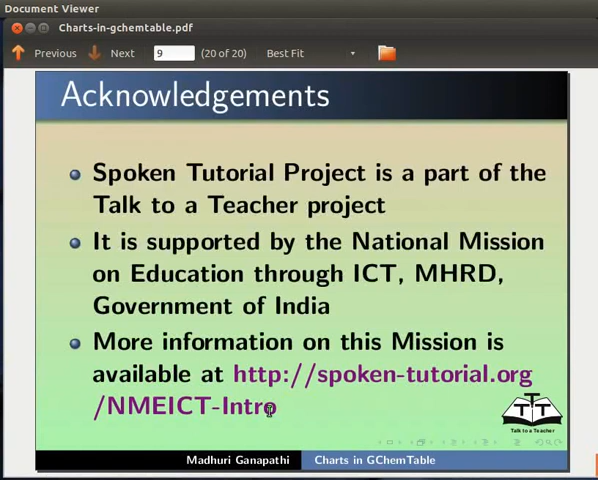 Document Viewer
Charts-in-gchemtable.pdf
Previous Next 9 (20 of 20) Best Fit
Acknowledgements
Spoken Tutorial Project is a part of the
Talk to a Teacher project
It is supported by the National Mission
on Education through ICT, MHRD,
Government of India
More information on this Mission is
available at http://spoken-tutorial.org
/NMEICT-Intro
Talk to a Teacher
Madhuri Ganapathi Charts in GChemTable